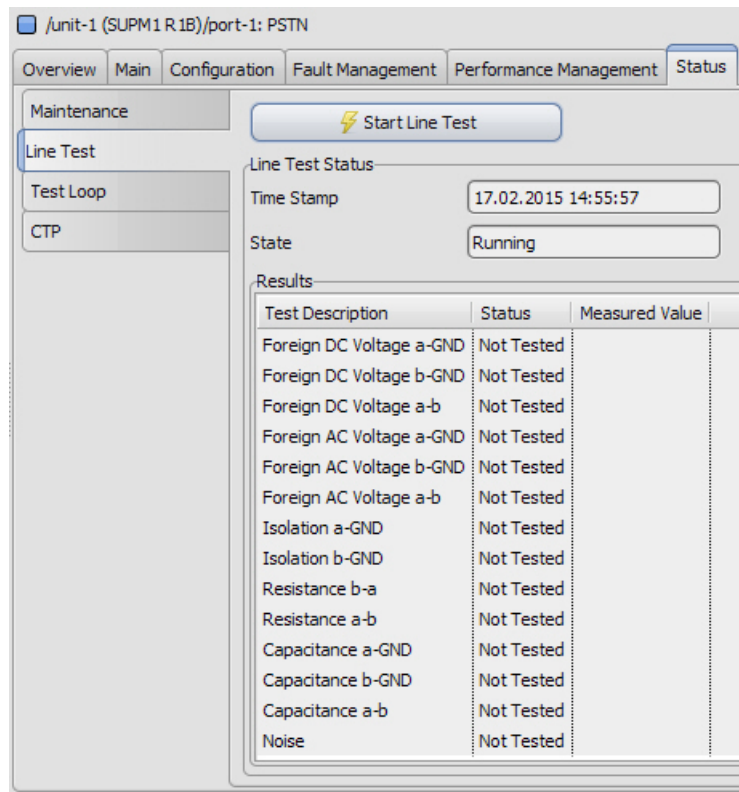 /unit-1 (SUPM1 R1B)/port-1: PSTN
Overview Main Configuration Fault Management Performance Management Status
Maintenance
Line Test
Test Loop
CTP
Start Line Test
Line Test Status
Time Stamp 17.02.2015 14:55:57
State Running
Results
Test Description Status Measured Value
Foreign DC Voltage a-GND Not Tested
Foreign DC Voltage b-GND Not Tested
Foreign DC Voltage a-b Not Tested
Foreign AC Voltage a-GND Not Tested
Foreign AC Voltage b-GND Not Tested
Foreign AC Voltage a-b Not Tested
Isolation a-GND Not Tested
Isolation b-GND Not Tested
Resistance b-a Not Tested
Resistance a-b Not Tested
Capacitance a-GND Not Tested
Capacitance b-GND Not Tested
Capacitance a-b Not Tested
Noise Not Tested